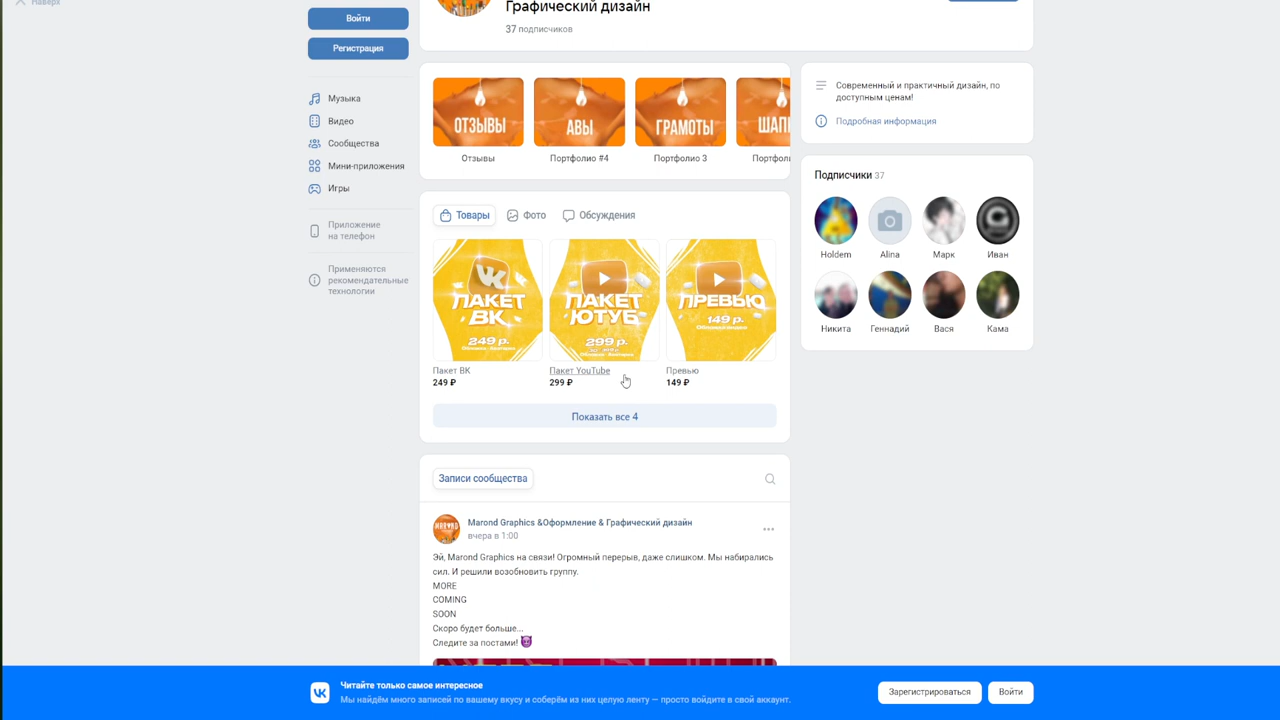 Наверх
Графический дизайн
37 подписчиков
Войти
Регистрация
Музыка
Видео
Сообщества
Мини-приложения
Игры
Приложение
на телефон
Применяются
рекомендательные
технологии
ОТЗЫВЫ
АВЫ
ГРАМОТЫ
ШАП
Отзывы
Портфолио #4
Портфолио 3
Портфол
Современный и практичный дизайн, по
доступным ценам!
Подробная информация
Подписчики 37
Holdem
Alina
Марк
Иван
Никита
Геннадий
Вася
Кама
Товары
Фото
Обсуждения
ПАКЕТ
ВК
249 р.
ПАКЕТ
ЮТУБ
299 р.
ПРЕВЬЮ
149 р.
Пакет ВК
249 ₽
Пакет YouTube
299 ₽
Превью
149 ₽
Показать все 4
Записи сообщества
MAROND
Marond Graphics &Оформление & Графический дизайн
вчера в 1:00
Эй, Marond Graphics на связи! Огромный перерыв, даже слишком. Мы набирались
сил. И решили возобновить группу.
MORE
COMING
SOON
Скоро будет больше...
Следите за постами! 😈
Читайте только самое интересное
Мы найдём много записей по вашему вкусу и соберём из них целую ленту — просто войдите в свой аккаунт.
Зарегистрироваться
Войти